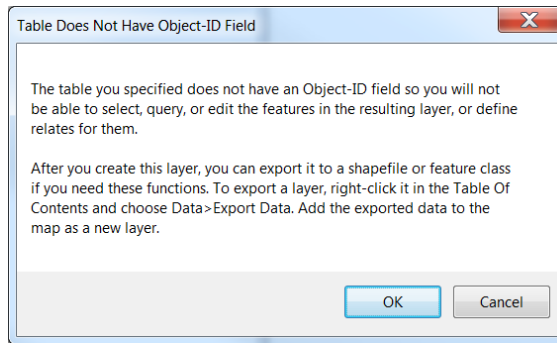 Table Does Not Have Object-ID Field
The table you specified does not have an Object-ID field so you will not
be able to select, query, or edit the features in the resulting layer, or define
relates for them.
After you create this layer, you can export it to a shapefile or feature class
if you need these functions. To export a layer, right-click it in the Table Of
Contents and choose Data>Export Data. Add the exported data to the
map as a new layer.
OK
Cancel